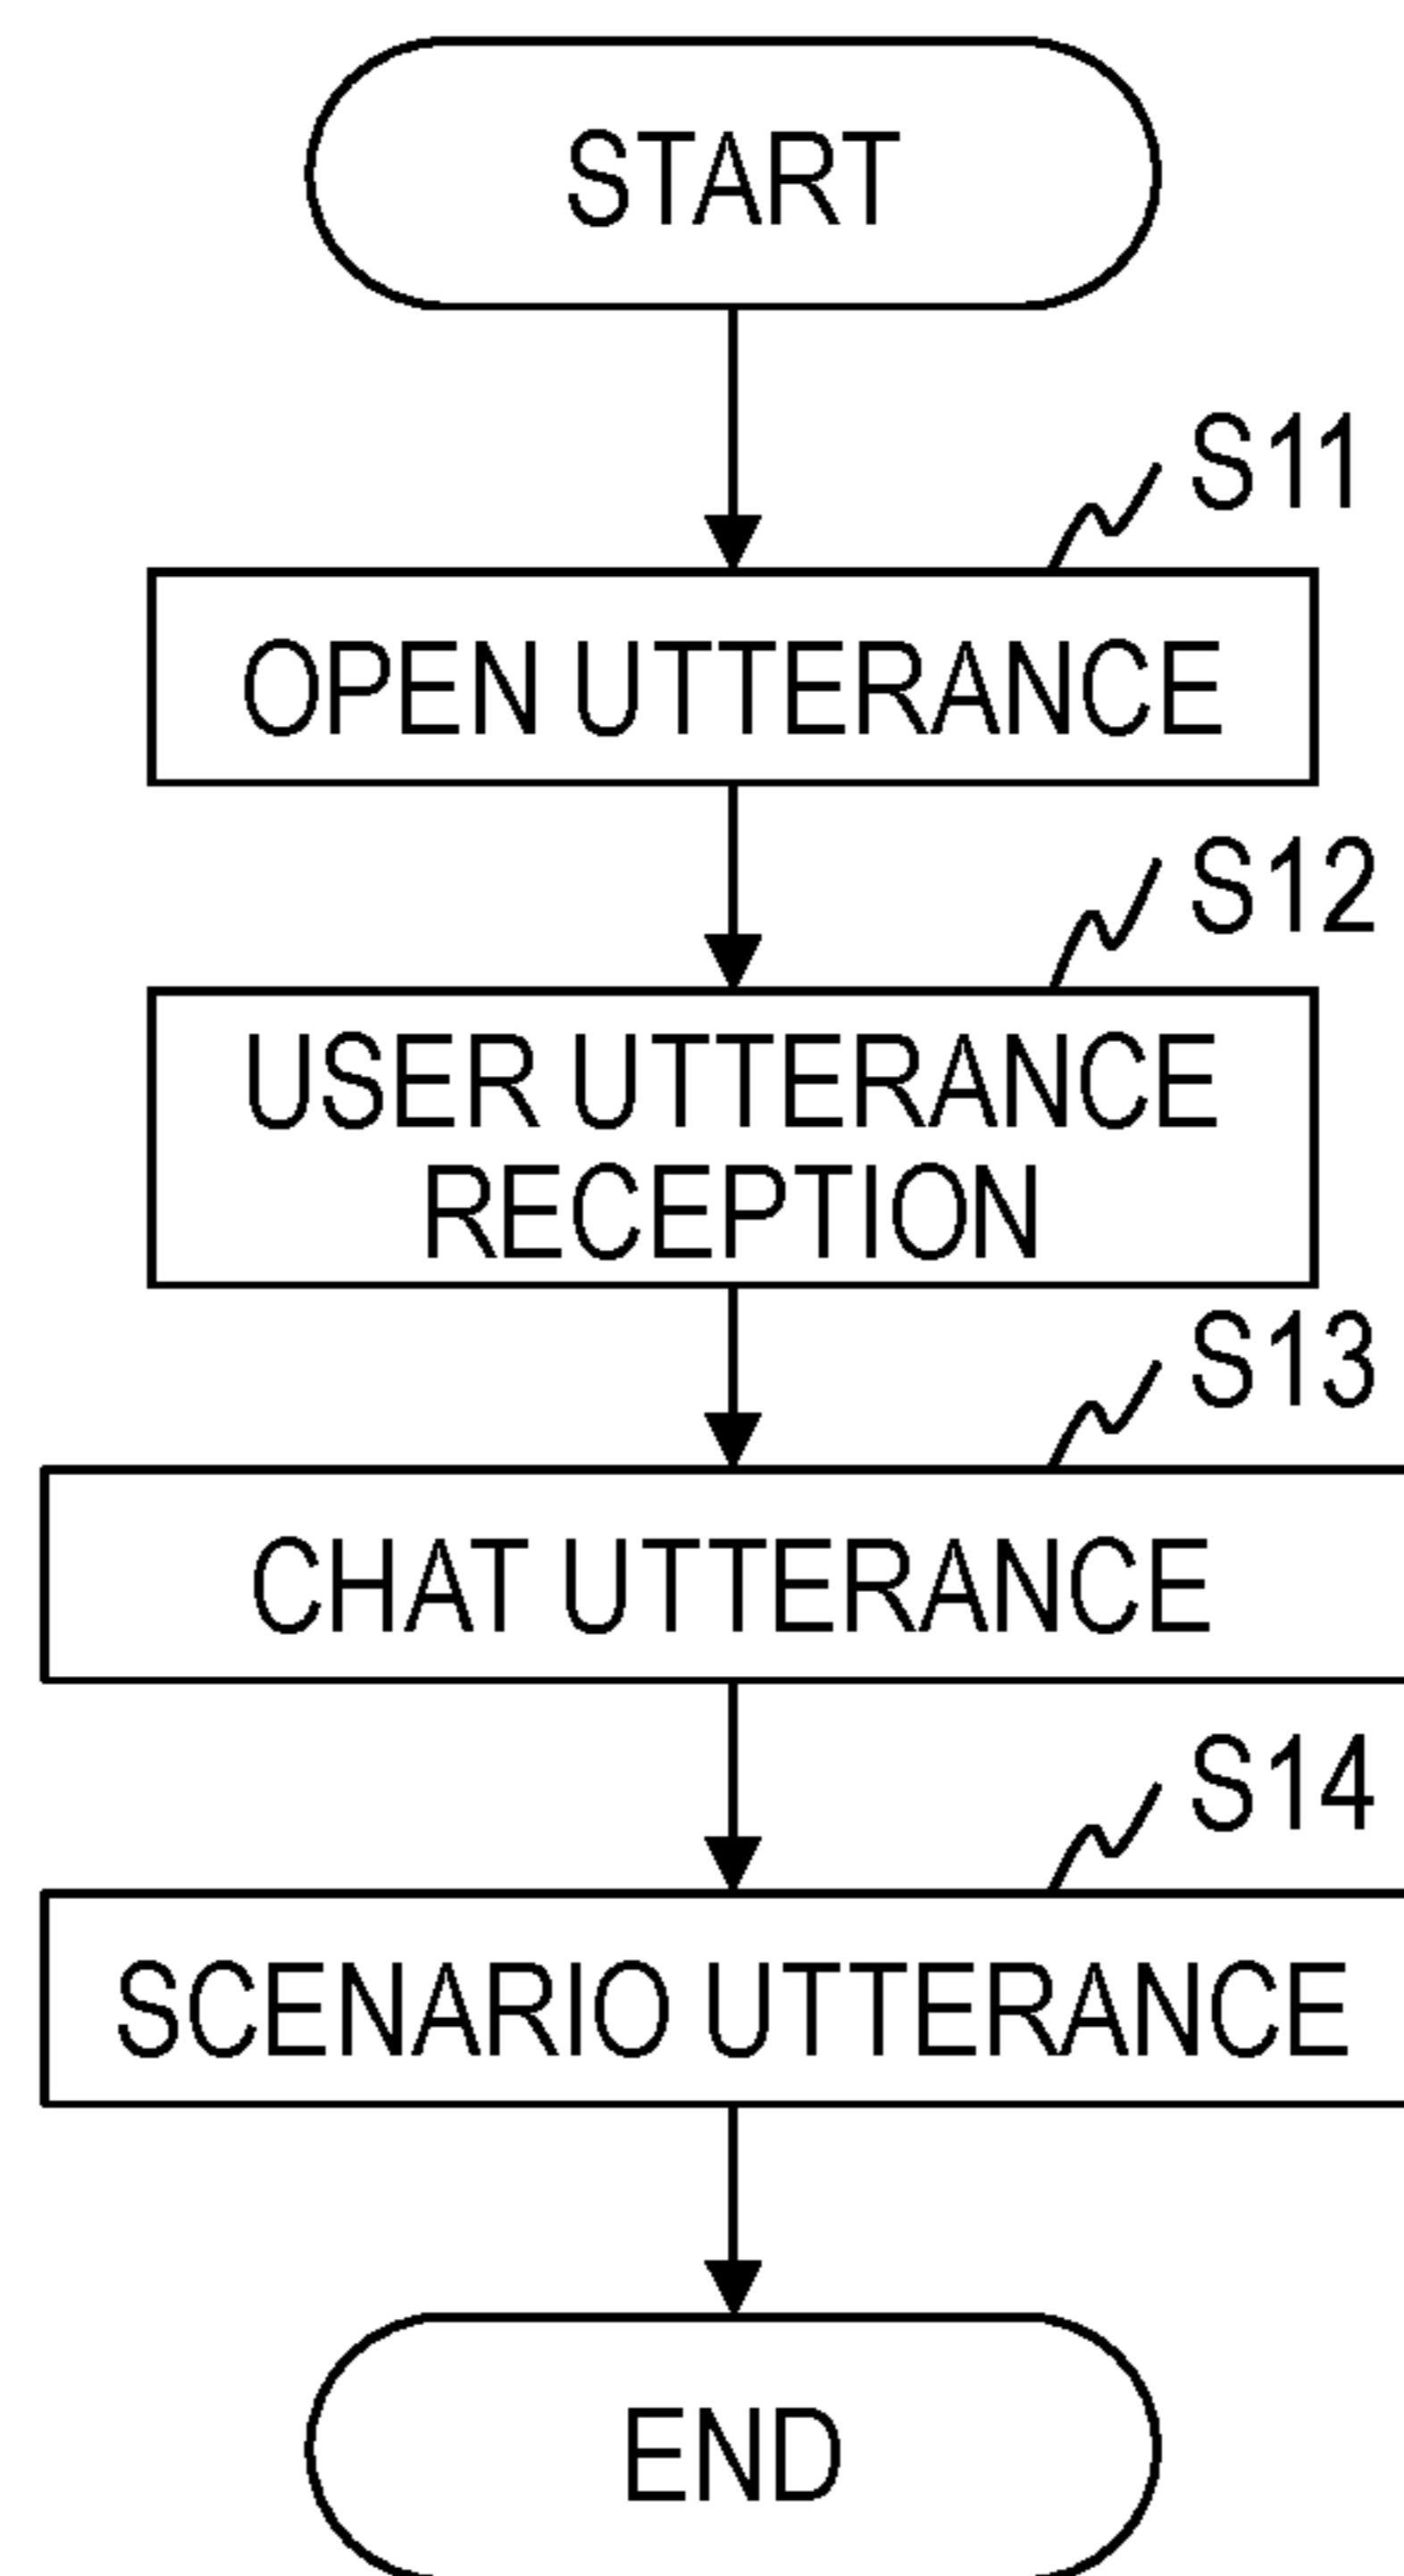 START
S11
OPEN UTTERANCE
S12
USER UTTERANCE
RECEPTION
S13
CHAT UTTERANCE
S14
SCENARIO UTTERANCE
END